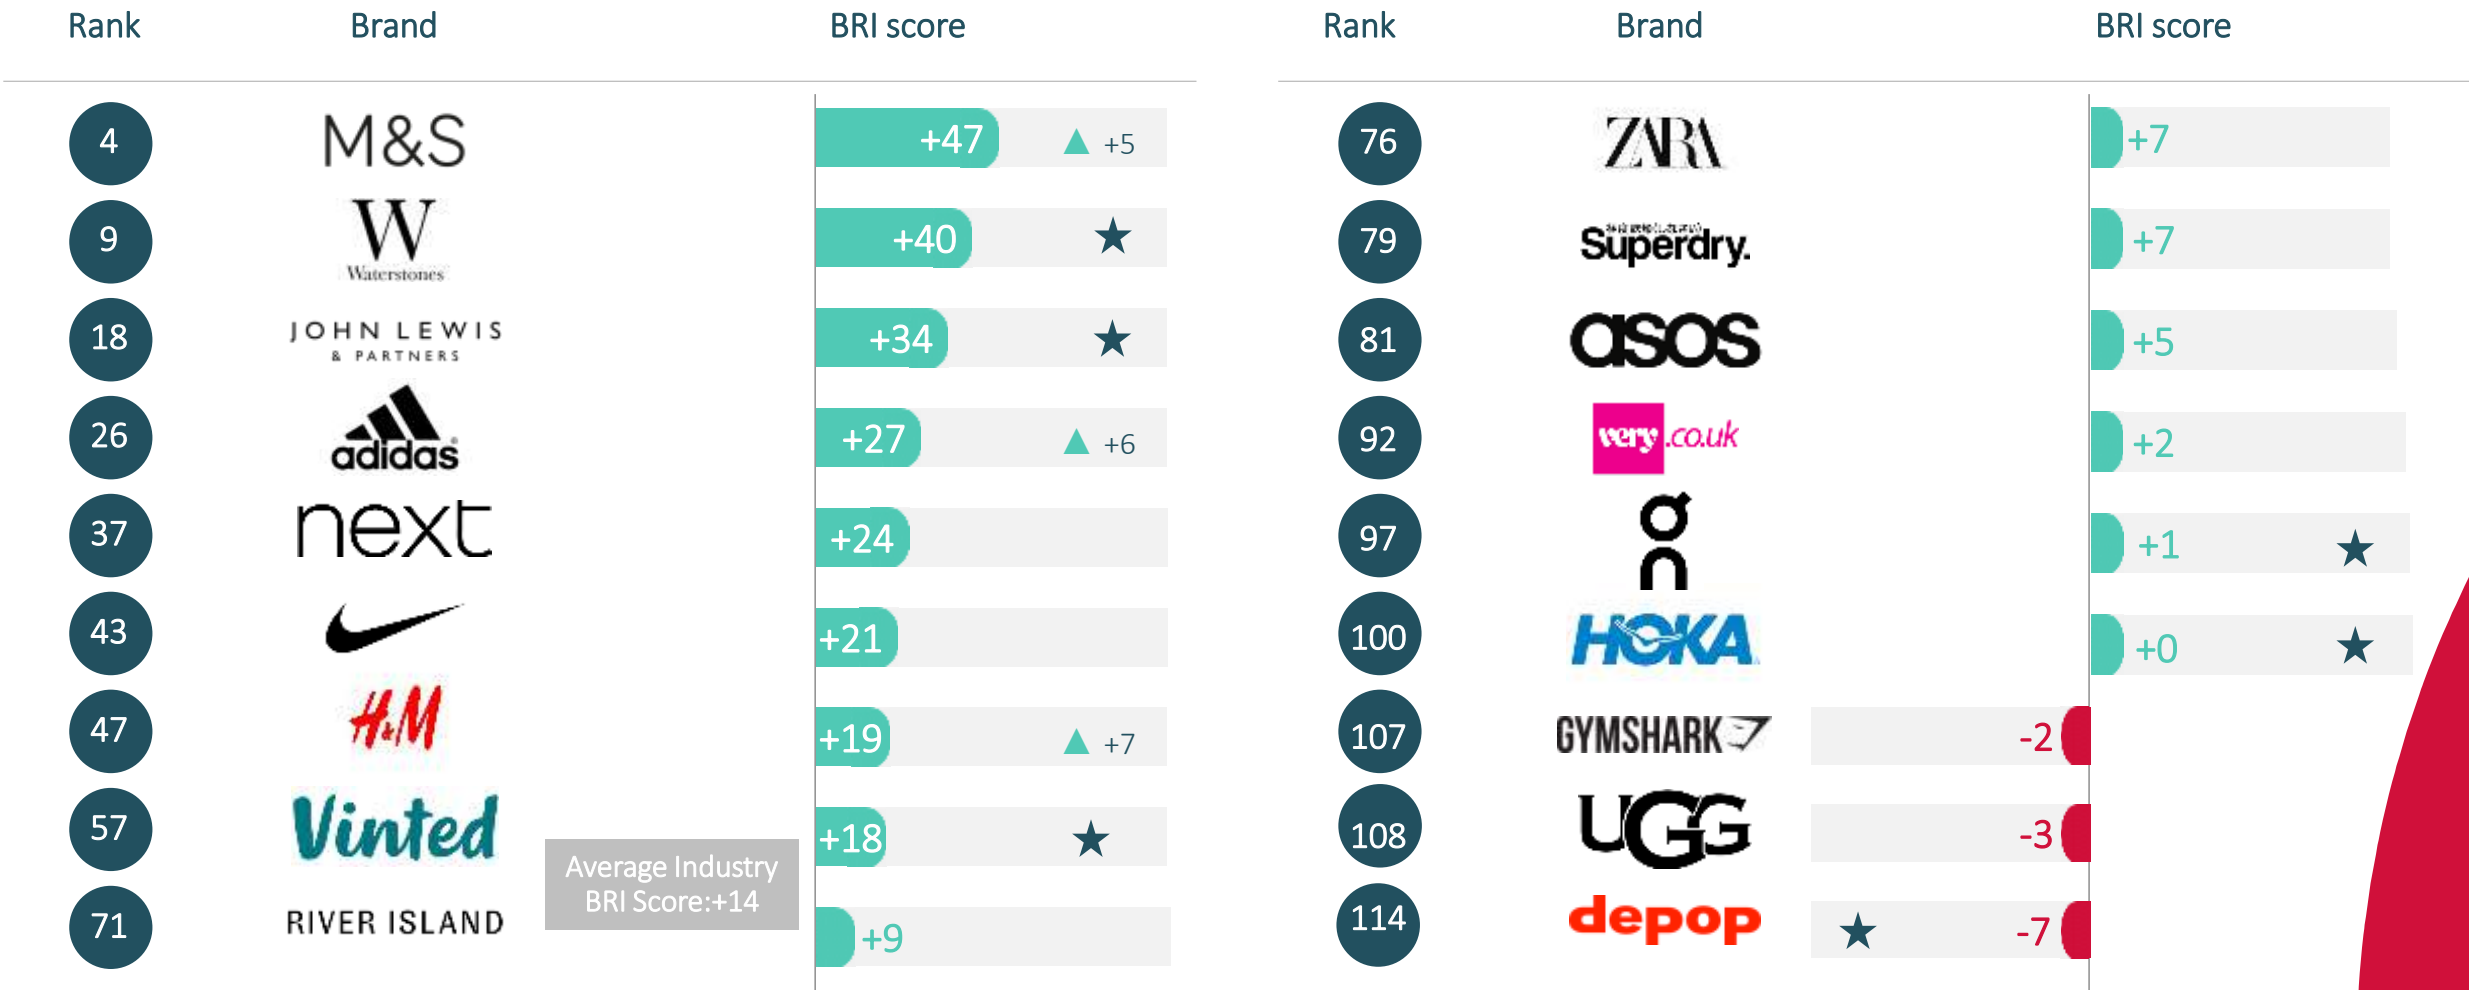 Rank Brand BRI score
4 M&S +47 ▲ +5
9 W Waterstones +40 ★
18 JOHN LEWIS & PARTNERS +34 ★
26 adidas +27 ▲ +6
37 next +24
43 +21
47 H&M +19 ▲ +7
57 Vinted +18 ★
Average Industry
BRI Score:+14
71 RIVER ISLAND +9
Rank Brand BRI score
76 ZARA +7
79 Superdry. +7
81 asos +5
92 very.co.uk +2
97 on +1 ★
100 HOKA +0 ★
107 GYMSHARK -2
108 UGG -3
114 depop ★ -7